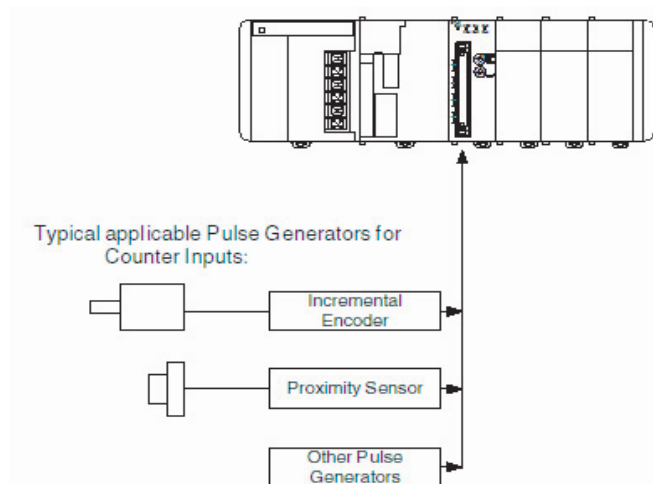 Typical applicable Pulse Generators for
Counter Inputs:
Incremental
Encoder
Proximity Sensor
Other Pulse
Generators